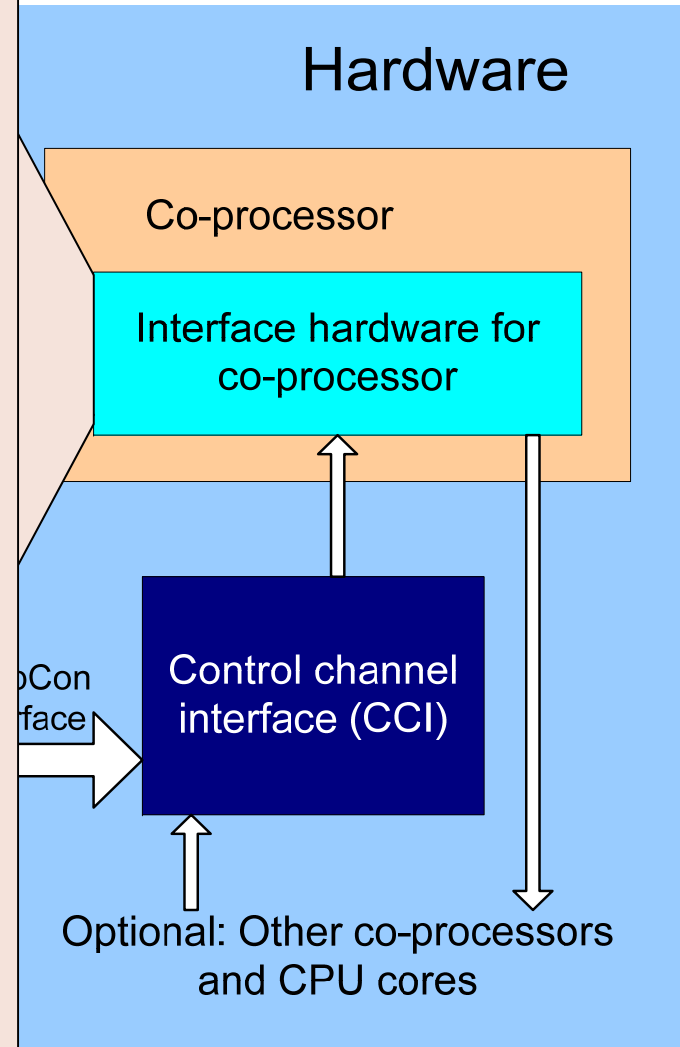 Hardware
Co-processor
Interface hardware for
co-processor
Control channel
interface (CCI)
Optional: Other co-processors
and CPU cores